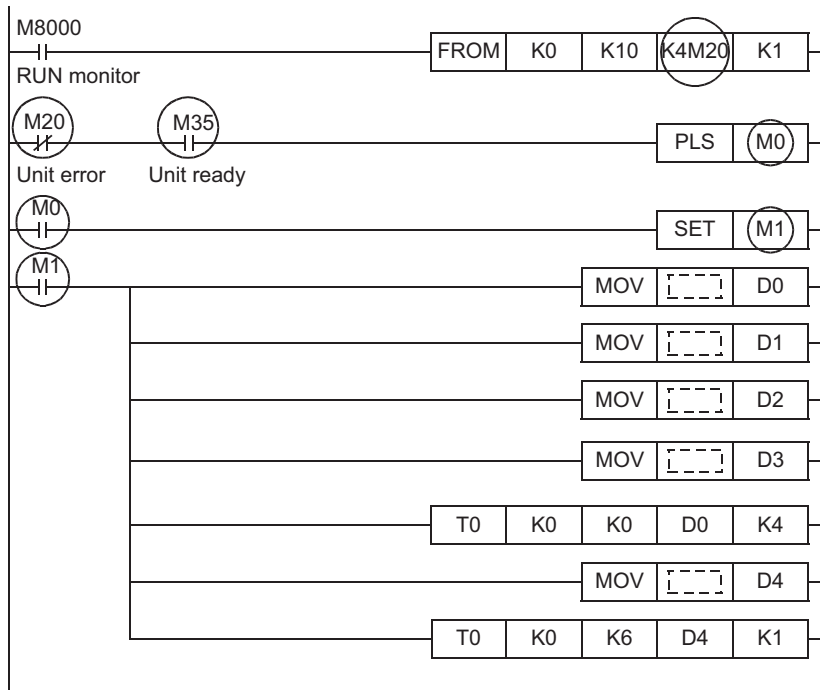 M8000
FROM K0 K10 K4M20 K1
RUN monitor
M20 M35
PLS M0
Unit error Unit ready
M0
SET M1
M1
MOV D0
MOV D1
MOV D2
MOV D3
T0 K0 K0 D0 K4
MOV D4
T0 K0 K6 D4 K1